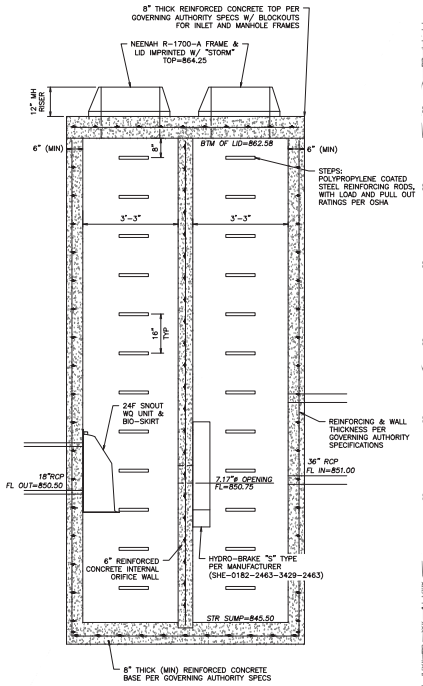 8" THICK REINFORCED CONCRETE TOP PER
GOVERNING AUTHORITY SPECS W/ BLOCKOUTS
FOR INLET AND MANHOLE FRAMES
NEENAH R-1700-A FRAME &
LID IMPRINTED W/ "STORM"
TOP=864.25
12" MH
RISER
6" (MIN)
8"
BTM OF LID=862.58
6" (MIN)
STEPS:
POLYPROPYLENE COATED
STEEL REINFORCING RODS,
WITH LOAD AND PULL OUT
RATINGS PER OSHA
3'-3"
3'-3"
16"
TYP
24F SNOUT
WQ UNIT &
BIO-SKIRT
REINFORCING & WALL
THICKNESS PER
GOVERNING AUTHORITY
SPECIFICATIONS
18"RCP
FL OUT=850.50
7.17"ø OPENING
FL=850.75
36" RCP
FL IN=851.00
6" REINFORCED
CONCRETE INTERNAL
ORIFICE WALL
HYDRO-BRAKE "S" TYPE
PER MANUFACTURER
(SHE-0182-2463-3429-2463)
STR SUMP=845.50
8" THICK (MIN) REINFORCED CONCRETE
BASE PER GOVERNING AUTHORITY SPECS